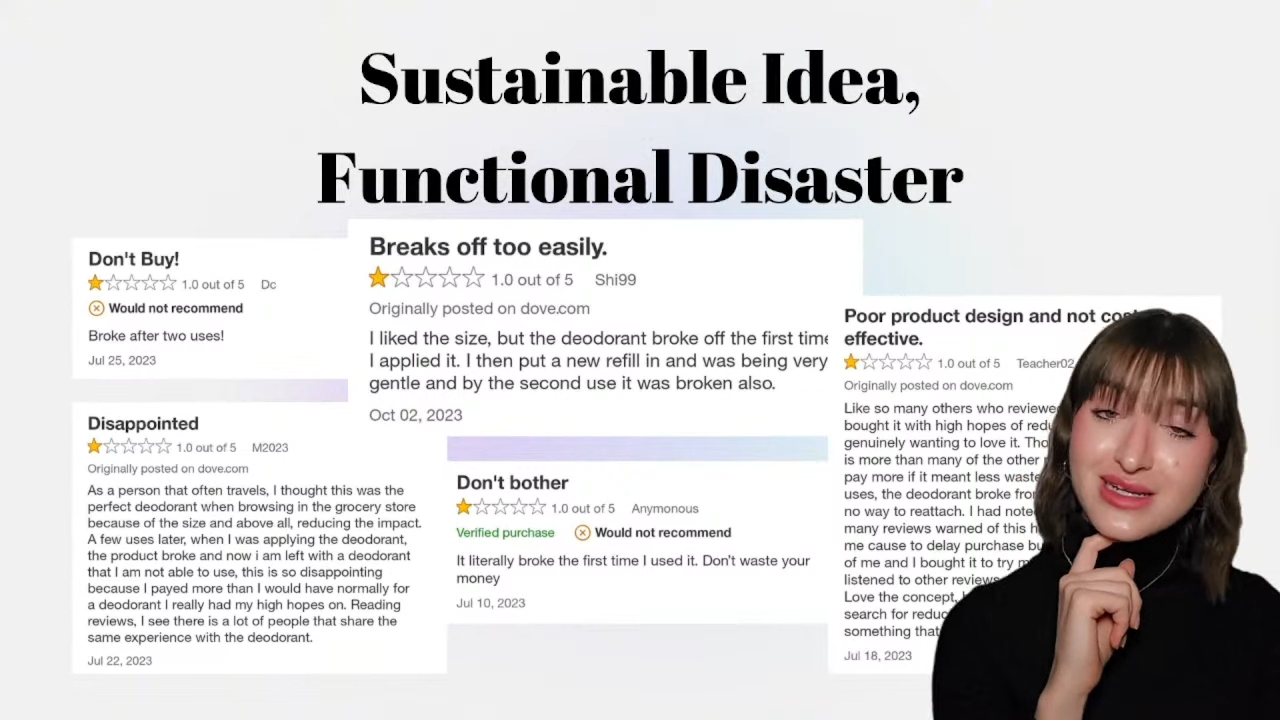 Sustainable Idea,
Functional Disaster
Don't Buy!
1.0 out of 5 Dc
Would not recommend
Broke after two uses!
Jul 25, 2023
Breaks off too easily.
1.0 out of 5 Shi99
Originally posted on dove.com
I liked the size, but the deodorant broke off the first time
I applied it. I then put a new refill in and was being very
gentle and by the second use it was broken also.
Oct 02, 2023
Disappointed
1.0 out of 5 M2023
Originally posted on dove.com
As a person that often travels, I thought this was the
perfect deodorant when browsing in the grocery store
because of the size and above all, reducing the impact.
A few uses later, when I was applying the deodorant,
the product broke and now i am left with a deodorant
that I am not able to use, this is so disappointing
because I payed more than I would have normally for
a deodorant I really had my high hopes on. Reading
reviews, I see there is a lot of people that share the
same experience with the deodorant.
Jul 22, 2023
Don't bother
1.0 out of 5 Anymonous
Verified purchase Would not recommend
It literally broke the first time I used it. Don't waste your
money
Jul 10, 2023
Poor product design and not
effective.
1.0 out of 5 Teacher02
Originally posted on dove.com
Like so many others who
bought it with high hopes of
genuinely wanting to love it.
is more than many of the other
pay more if it meant less
uses, the deodorant broke
no way to reattach. I had
many reviews warned of this
me cause to delay purchase
of me and I bought it to try
listened to other reviews
Love the concept,
search for
something that
Jul 18, 2023